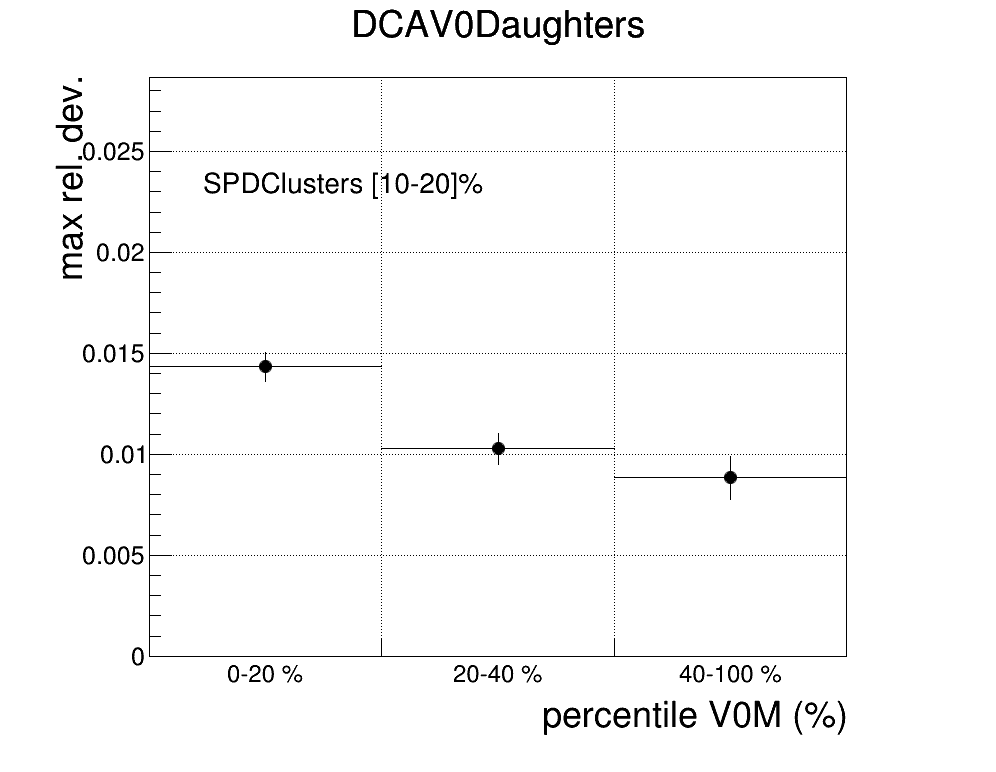 DCAV0Daughters
max rel. dev.
0.025
SPDClusters [10-20]%
0.02
0.015
0.01
0.005
0
0-20 % 20-40 % 40-100 %
percentile V0M (%)